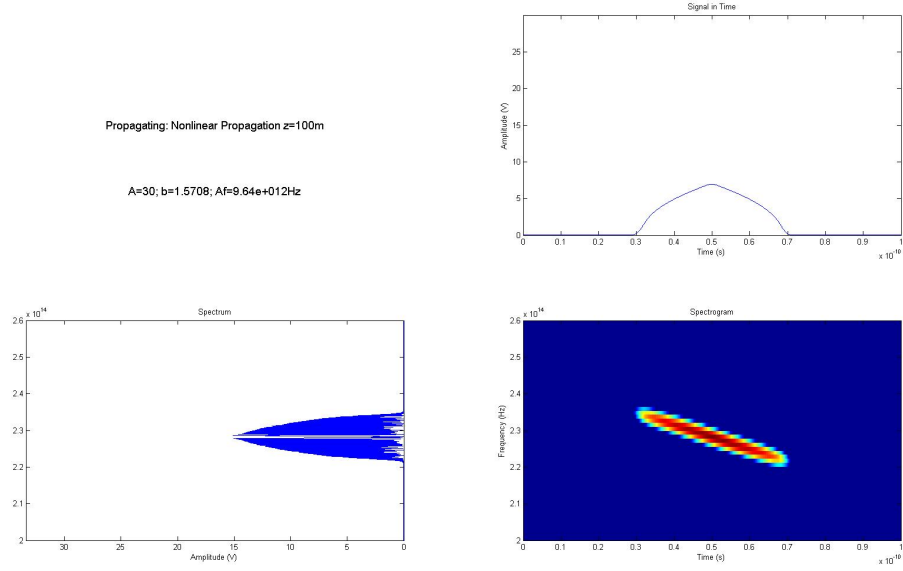 Signal in Time
Amplitude (V)
30
25
20
15
10
5
0
0 0.1 0.2 0.3 0.4 0.5 0.6 0.7 0.8 0.9 1
Time (s)
x 10^-10
Propagating: Nonlinear Propagation z=100m
A=30; b=1.5708; Af=9.64e+012Hz
Spectrum
x 10^14
2.6
2.5
2.4
2.3
2.2
2.1
2
30 25 20 15 10 5 0
Amplitude (V)
Spectrogram
x 10^14
Frequency (Hz)
2.6
2.5
2.4
2.3
2.2
2.1
2
0 0.1 0.2 0.3 0.4 0.5 0.6 0.7 0.8 0.9 1
Time (s)
x 10^-10